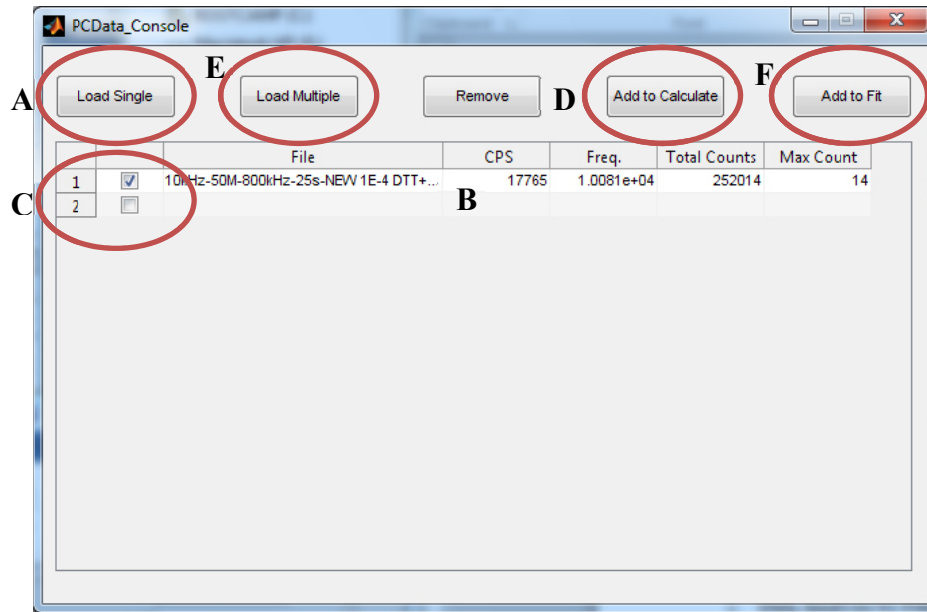 PCData_Console
E F
A Load Single Load Multiple Remove D Add to Calculate Add to Fit
File CPS Freq. Total Counts Max Count
1 10kHz-50M-800kHz-25s-NEW 1E-4 DTT+... 17765 1.0081e+04 252014 14
C 2 B